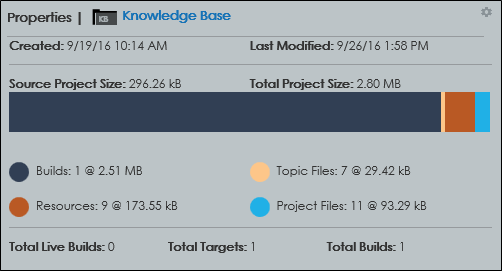 Properties | KB Knowledge Base
Created: 9/19/16 10:14 AM Last Modified: 9/26/16 1:58 PM
Source Project Size: 296.26 kB Total Project Size: 2.80 MB
Builds: 1 @ 2.51 MB Topic Files: 7 @ 29.42 kB
Resources: 9 @ 173.55 kB Project Files: 11 @ 93.29 kB
Total Live Builds: 0 Total Targets: 1 Total Builds: 1